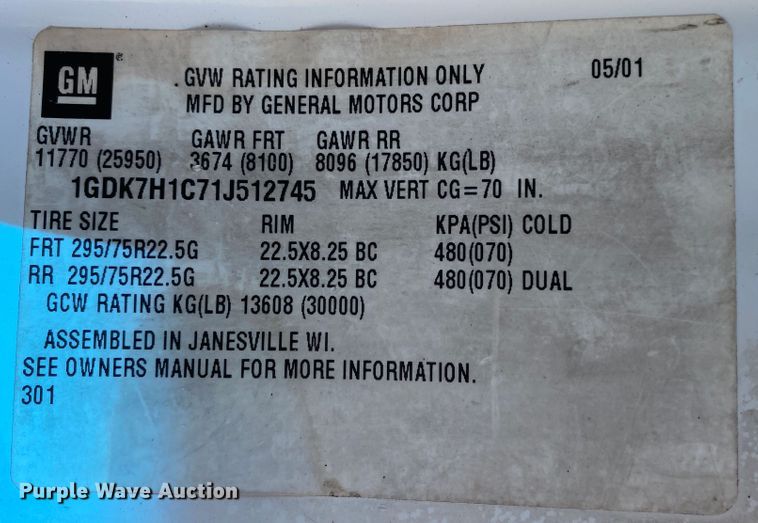 GM ®
. GVW RATING INFORMATION ONLY 05/01
MFD BY GENERAL MOTORS CORP
GVWR GAWR FRT GAWR RR
11770 (25950) 3674 (8100) 8096 (17850) KG(LB)
1GDK7H1C71J512745 MAX VERT CG=70 IN.
TIRE SIZE RIM KPA(PSI) COLD
FRT 295/75R22.5G 22.5X8.25 BC 480(070)
RR 295/75R22.5G 22.5X8.25 BC 480(070) DUAL
GCW RATING KG(LB) 13608 (30000)
ASSEMBLED IN JANESVILLE WI.
SEE OWNERS MANUAL FOR MORE INFORMATION.
301
Purple Wave Auction